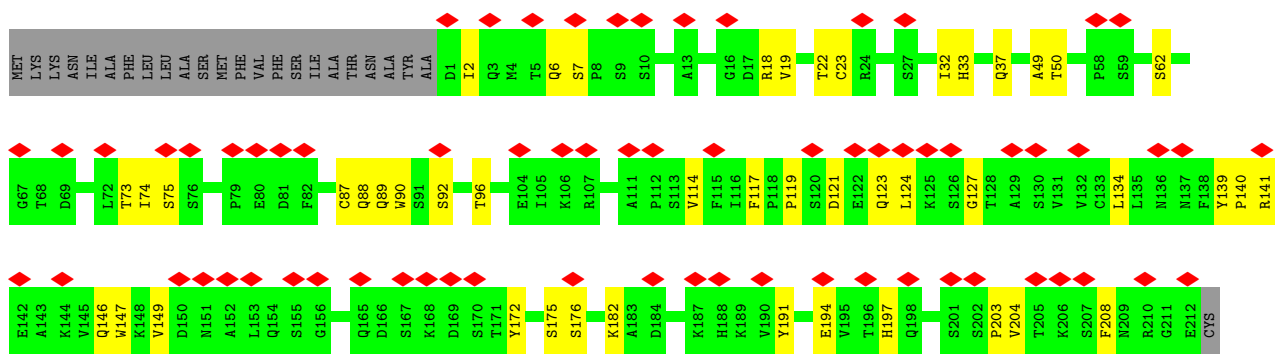 MET LYS LYS ASN ILE ALA PHE LEU LEU ALA SER MET PHE VAL PHE SER ILE ALA THR ASN ALA TYR ALA D1 I2 Q3 M4 T5 Q6 S7 P8 S9 S10 A13 G16 D17 R18 V19 T22 C23 R24 S27 I32 H33 Q37 A49 T50 P58 S59 S62
G67 T68 D69 L72 T73 I74 S75 S76 P79 E80 D81 F82 C87 Q88 Q89 W90 S91 S92 T96 E104 I105 K106 R107 A111 P112 S113 V114 F115 I116 F117 P118 P119 S120 D121 E122 Q123 L124 K125 S126 G127 T128 A129 S130 V131 V132 C133 L134 L135 N136 N137 F138 Y139 P140 R141
E142 A143 K144 V145 Q146 W147 K148 V149 D150 N151 A152 L153 Q154 S155 G156 Q165 D166 S167 K168 D169 S170 T171 Y172 S175 S176 K182 A183 D184 K187 H188 K189 V190 Y191 E194 V195 T196 H197 Q198 S201 S202 P203 V204 T205 K206 S207 F208 N209 R210 G211 E212 CYS